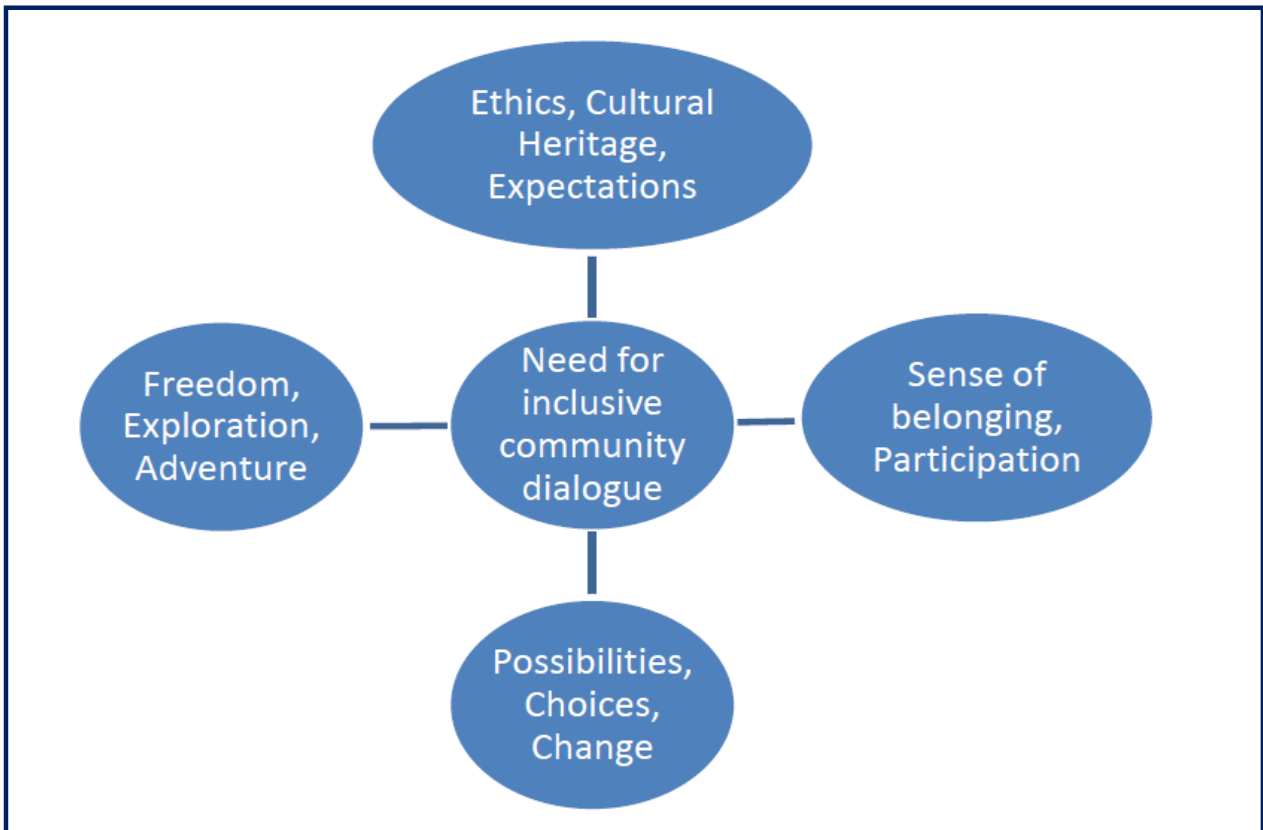 Ethics, Cultural
Heritage,
Expectations
Freedom,
Exploration,
Adventure
Need for
inclusive
community
dialogue
Sense of
belonging,
Participation
Possibilities,
Choices,
Change